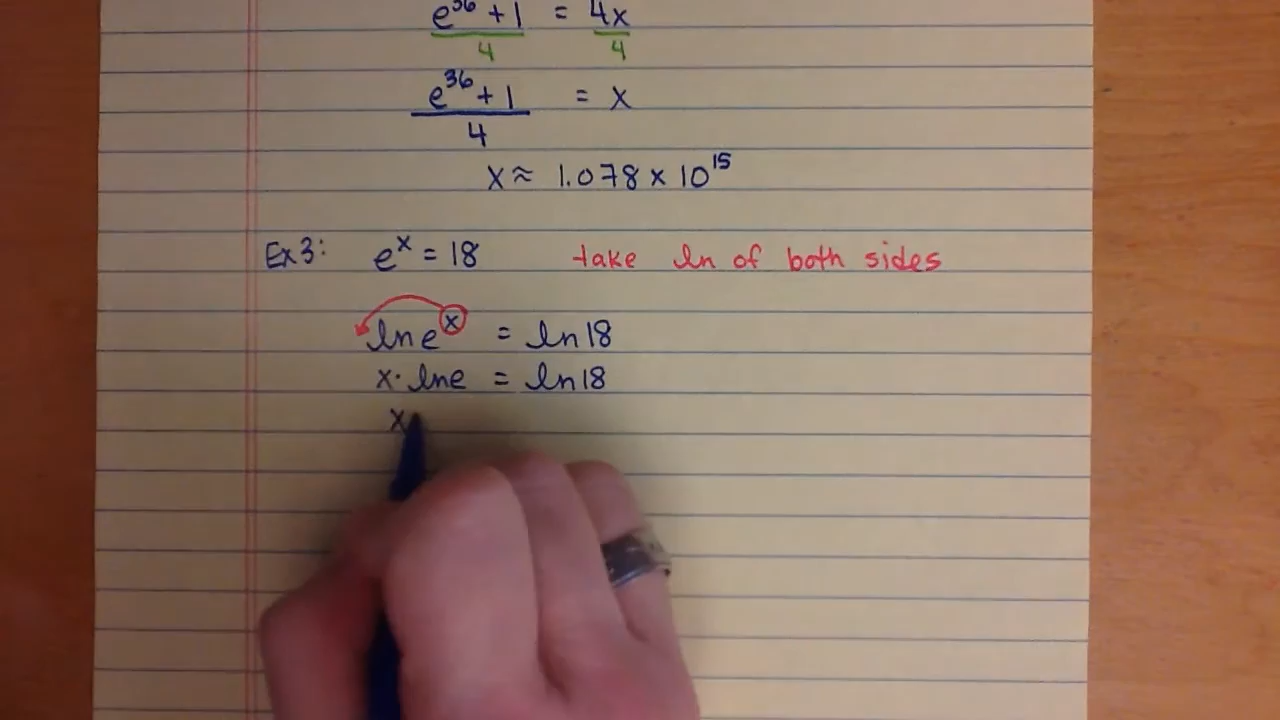 e^36 + 1 = 4x
4 4
e^36 + 1 = x
4
x ≈ 1.078 x 10^15
Ex 3: e^x = 18 take ln of both sides
ln e^x = ln 18
x · ln e = ln 18
x